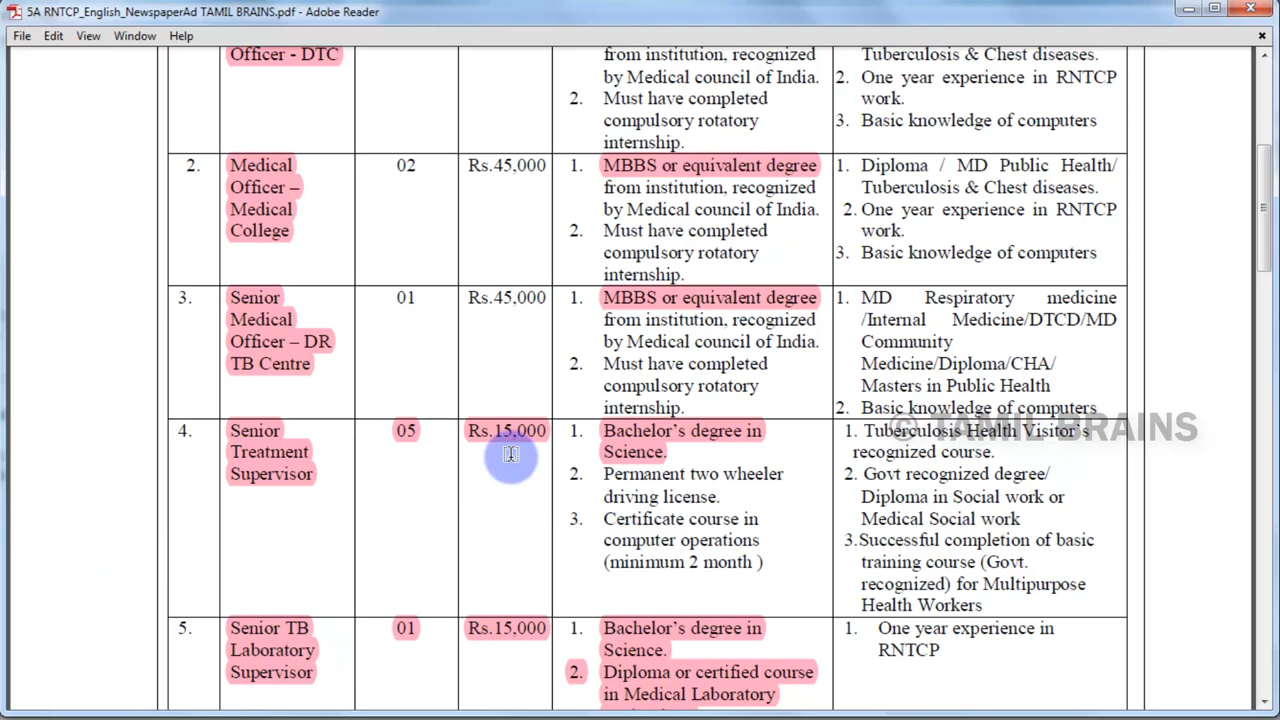 5A RNTCP_English_NewspaperAd TAMIL BRAINS.pdf - Adobe Reader
File Edit View Window Help
Officer - DTC
from institution, recognized
by Medical council of India.
2. Must have completed
compulsory rotatory
internship.
Tuberculosis & Chest diseases.
2. One year experience in RNTCP
work.
3. Basic knowledge of computers
2.
Medical
Officer –
Medical
College
02
Rs.45,000
1. MBBS or equivalent degree
from institution, recognized
by Medical council of India.
2. Must have completed
compulsory rotatory
internship.
1. Diploma / MD Public Health/
Tuberculosis & Chest diseases.
2. One year experience in RNTCP
work.
3. Basic knowledge of computers
3.
Senior
Medical
Officer – DR
TB Centre
01
Rs.45,000
1. MBBS or equivalent degree
from institution, recognized
by Medical council of India.
2. Must have completed
compulsory rotatory
internship.
1. MD Respiratory medicine
/Internal Medicine/DTCD/MD
Community
Medicine/Diploma/CHA/
Masters in Public Health
2. Basic knowledge of computers
4.
Senior
Treatment
Supervisor
05
Rs.15,000
1. Bachelor’s degree in
Science.
2. Permanent two wheeler
driving license.
3. Certificate course in
computer operations
(minimum 2 month )
1. Tuberculosis Health Visitor’s
recognized course.
2. Govt recognized degree/
Diploma in Social work or
Medical Social work
3.Successful completion of basic
training course (Govt.
recognized) for Multipurpose
Health Workers
© TAMIL BRAINS
5.
Senior TB
Laboratory
Supervisor
01
Rs.15,000
1. Bachelor’s degree in
Science.
2. Diploma or certified course
in Medical Laboratory
1. One year experience in
RNTCP